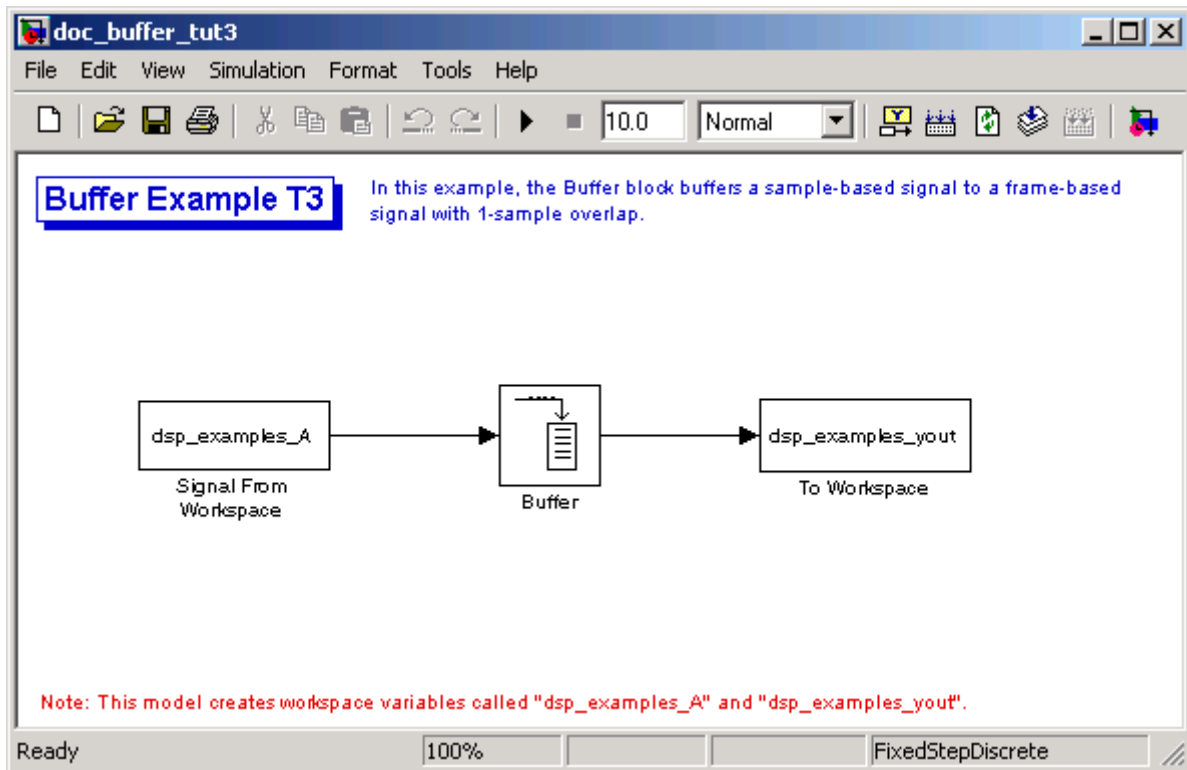 doc_buffer_tut3
File Edit View Simulation Format Tools Help
10.0 Normal
Buffer Example T3
In this example, the Buffer block buffers a sample-based signal to a frame-based
signal with 1-sample overlap.
dsp_examples_A
Signal From
Workspace
Buffer
dsp_examples_yout
To Workspace
Note: This model creates workspace variables called "dsp_examples_A" and "dsp_examples_yout".
Ready 100% FixedStepDiscrete